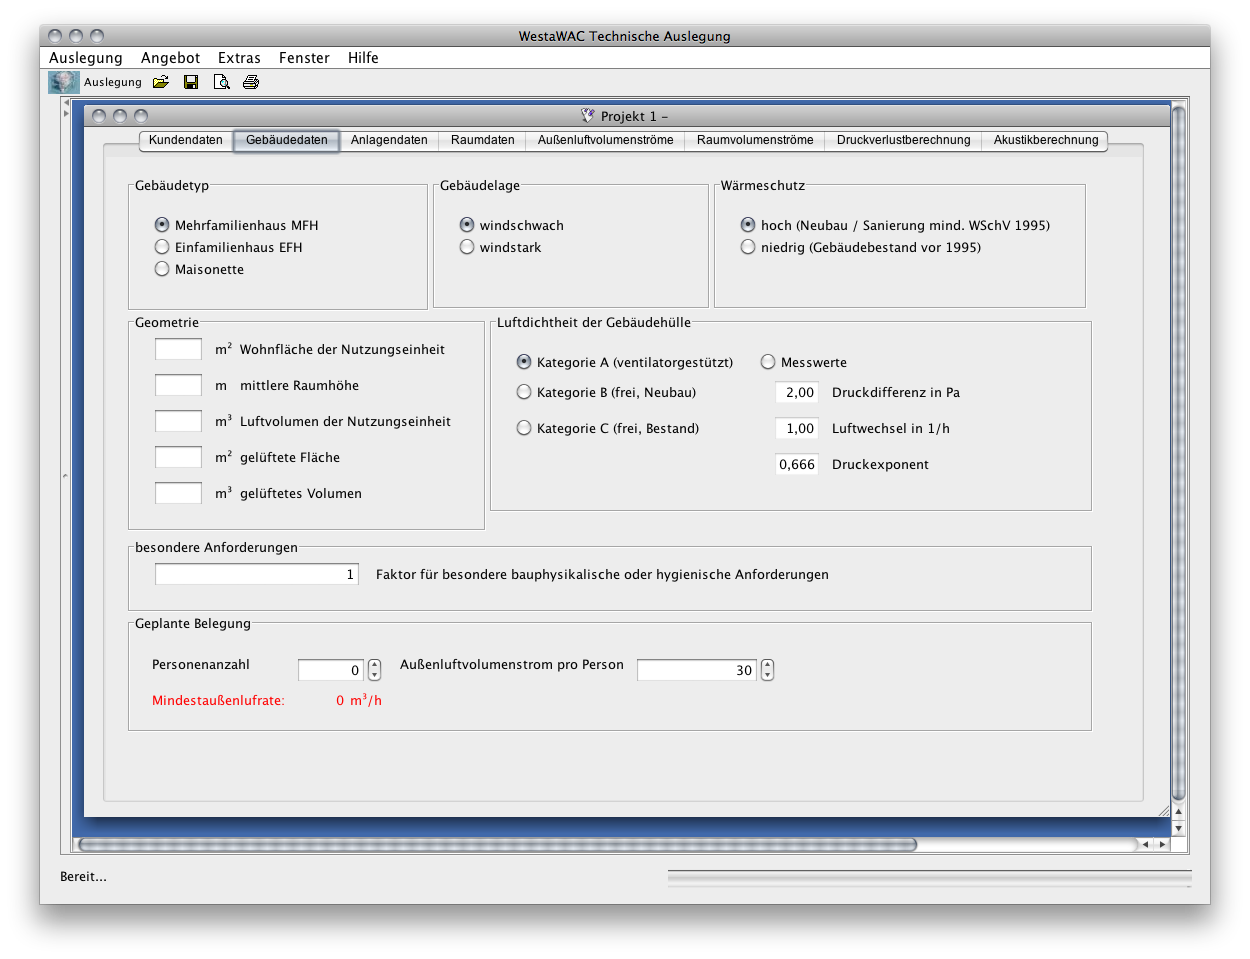 WestaWAC Technische Auslegung
Auslegung Angebot Extras Fenster Hilfe
Auslegung
Projekt 1 –
Kundendaten Gebäudedaten Anlagendaten Raumdaten Außenluftvolumenströme Raumvolumenströme Druckverlustberechnung Akustikberechnung
Gebäudetyp Gebäudelage Wärmeschutz
Mehrfamilienhaus MFH windschwach hoch (Neubau / Sanierung mind. WSchV 1995)
Einfamilienhaus EFH windstark niedrig (Gebäudebestand vor 1995)
Maisonette
Geometrie Luftdichtheit der Gebäudehülle
m² Wohnfläche der Nutzungseinheit Kategorie A (ventilatorgestützt) Messwerte
m mittlere Raumhöhe Kategorie B (frei, Neubau) 2,00 Druckdifferenz in Pa
m³ Luftvolumen der Nutzungseinheit Kategorie C (frei, Bestand) 1,00 Luftwechsel in 1/h
m² gelüftete Fläche 0,666 Druckexponent
m³ gelüftetes Volumen
besondere Anforderungen
1 Faktor für besondere bauphysikalische oder hygienische Anforderungen
Geplante Belegung
Personenanzahl 0 Außenluftvolumenstrom pro Person 30
Mindestaußenlufrate: 0 m³/h
Bereit...